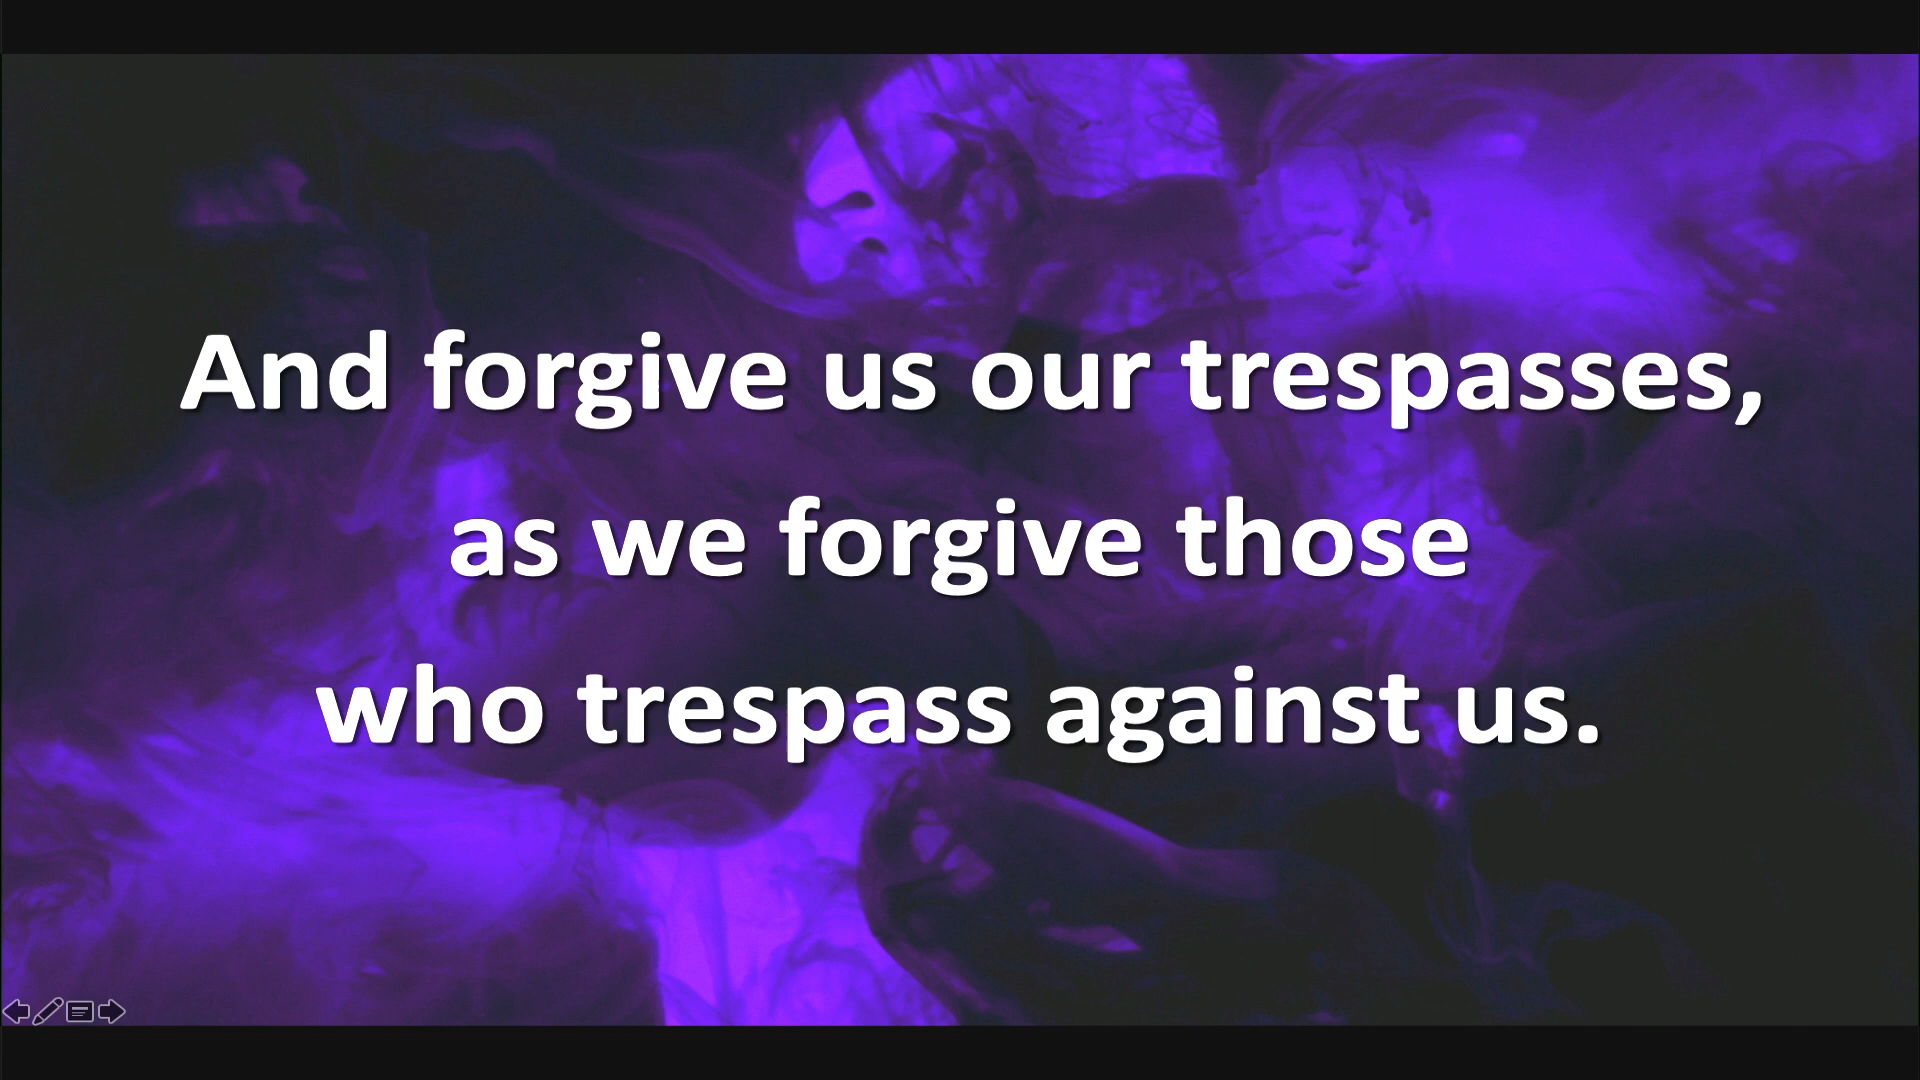 And forgive us our trespasses,
as we forgive those
who trespass against us.